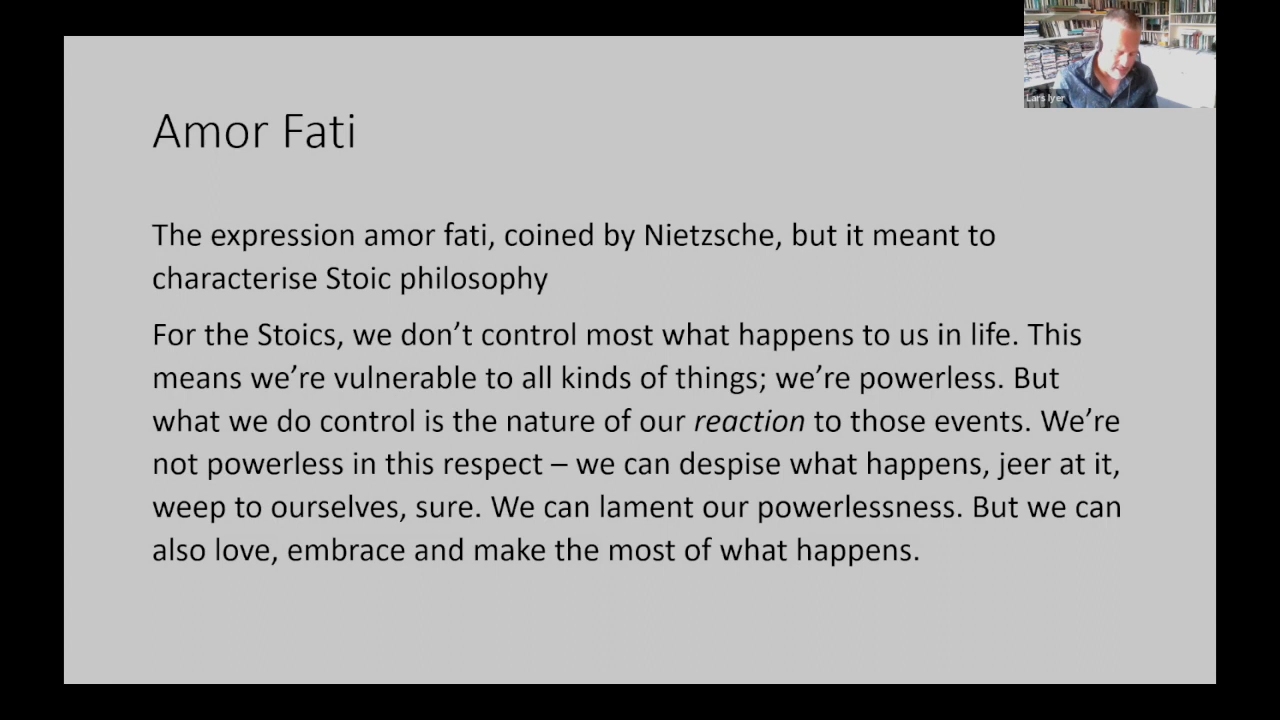 Lars Iyer
Amor Fati
The expression amor fati, coined by Nietzsche, but it meant to
characterise Stoic philosophy
For the Stoics, we don’t control most what happens to us in life. This
means we’re vulnerable to all kinds of things; we’re powerless. But
what we do control is the nature of our reaction to those events. We’re
not powerless in this respect – we can despise what happens, jeer at it,
weep to ourselves, sure. We can lament our powerlessness. But we can
also love, embrace and make the most of what happens.